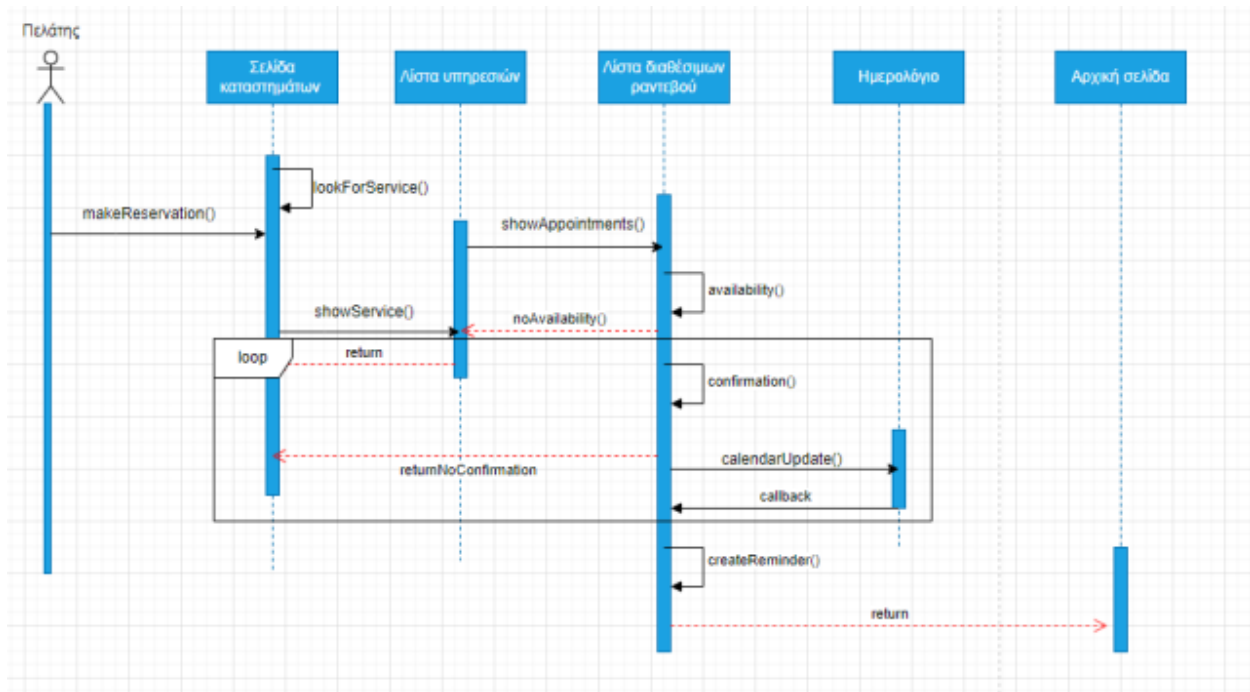 Πελάτης
Σελίδα
καταστημάτων
Λίστα υπηρεσιών
Λίστα διαθέσιμων
ραντεβού
Ημερολόγιο
Αρχική σελίδα
lookForService()
makeReservation()
showAppointments()
availability()
showService()
noAvailability()
loop
return
confirmation()
calendarUpdate()
returnNoConfirmation
callback
createReminder()
return